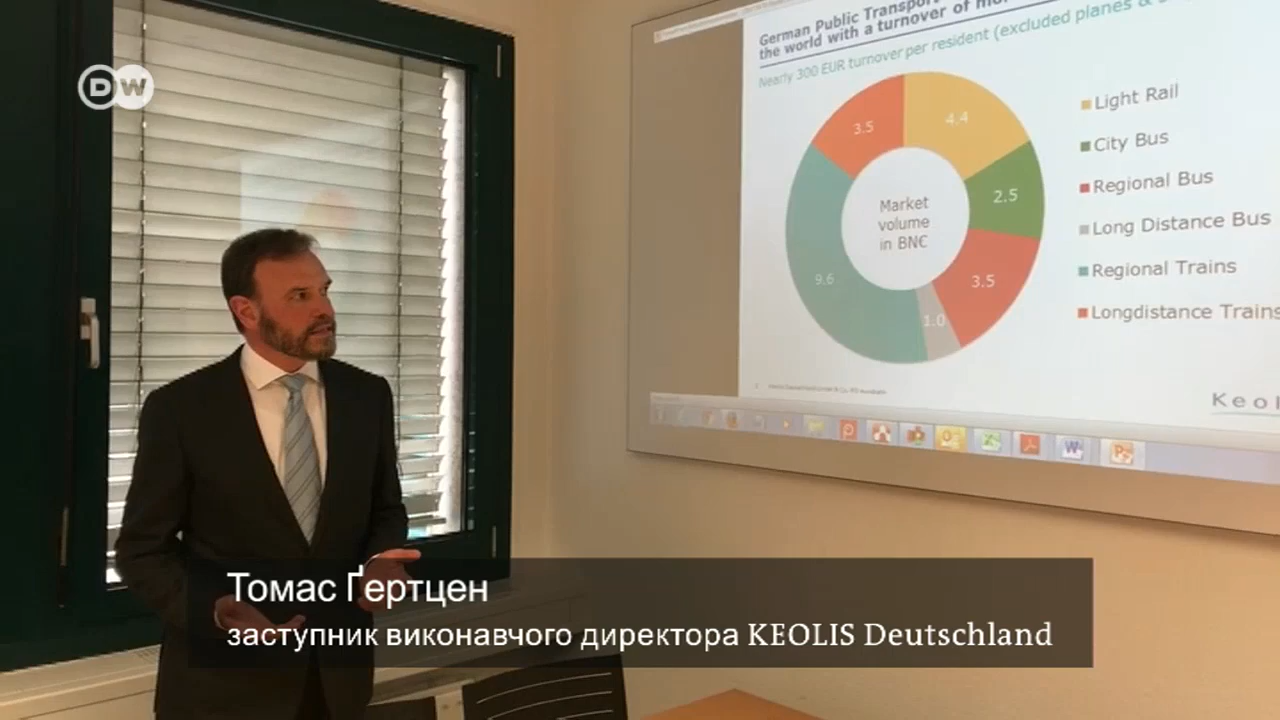 DW
German Public Transport
the world with a turnover of
Nearly 300 EUR turnover per resident (excluded planes &
3.5
4.4
2.5
3.5
1.0
9.6
Market
volume
in BN€
Light Rail
City Bus
Regional Bus
Long Distance Bus
Regional Trains
Longdistance Trains
Томас Ґертцен
заступник виконавчого директора KEOLIS Deutschland